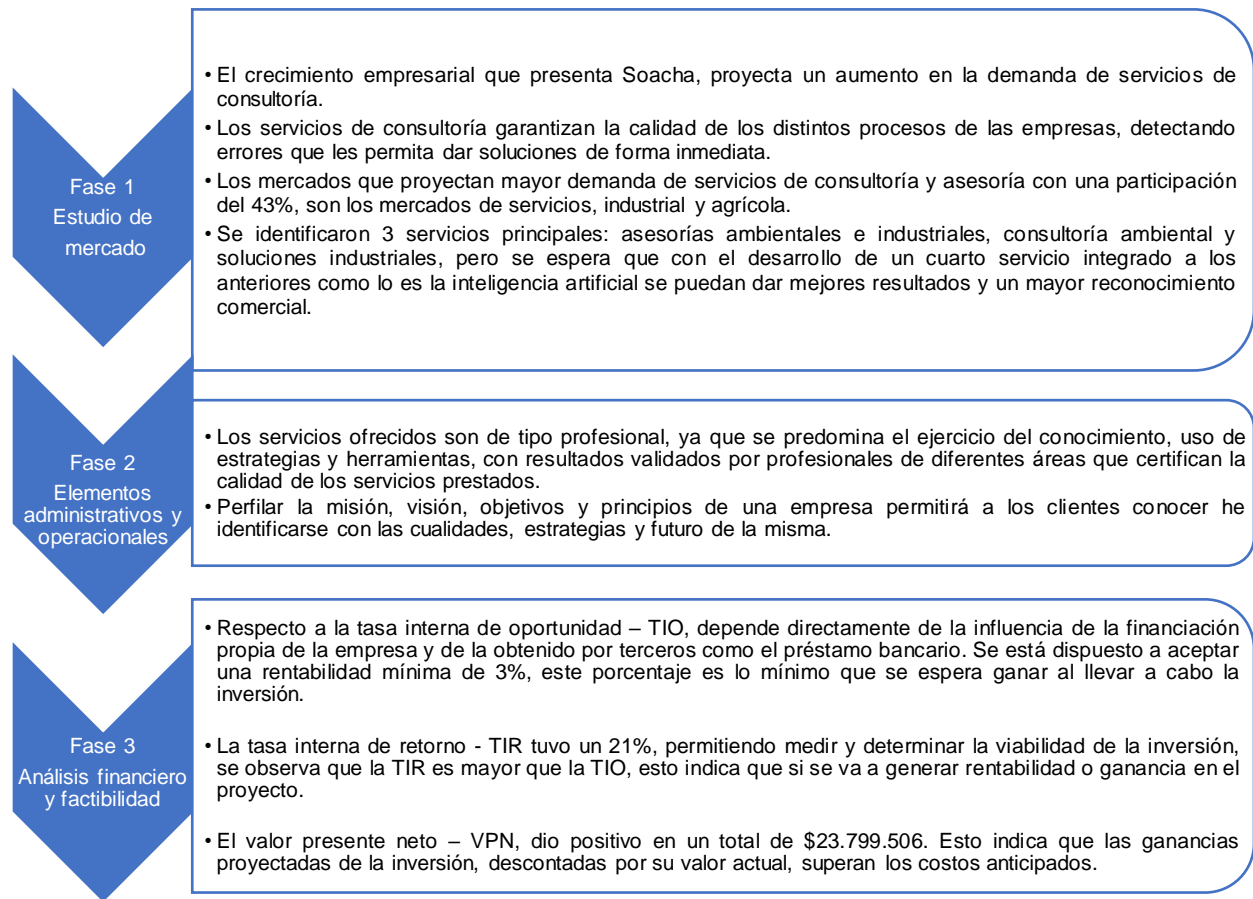 Fase 1
Estudio de
mercado
• El crecimiento empresarial que presenta Soacha, proyecta un aumento en la demanda de servicios de
consultoría.
• Los servicios de consultoría garantizan la calidad de los distintos procesos de las empresas, detectando
errores que les permita dar soluciones de forma inmediata.
• Los mercados que proyectan mayor demanda de servicios de consultoría y asesoría con una participación
del 43%, son los mercados de servicios, industrial y agrícola.
• Se identificaron 3 servicios principales: asesorías ambientales e industriales, consultoría ambiental y
soluciones industriales, pero se espera que con el desarrollo de un cuarto servicio integrado a los
anteriores como lo es la inteligencia artificial se puedan dar mejores resultados y un mayor reconocimiento
comercial.
Fase 2
Elementos
administrativos y
operacionales
• Los servicios ofrecidos son de tipo profesional, ya que se predomina el ejercicio del conocimiento, uso de
estrategias y herramientas, con resultados validados por profesionales de diferentes áreas que certifican la
calidad de los servicios prestados.
• Perfilar la misión, visión, objetivos y principios de una empresa permitirá a los clientes conocer he
identificarse con las cualidades, estrategias y futuro de la misma.
Fase 3
Análisis financiero
y factibilidad
• Respecto a la tasa interna de oportunidad – TIO, depende directamente de la influencia de la financiación
propia de la empresa y de la obtenido por terceros como el préstamo bancario. Se está dispuesto a aceptar
una rentabilidad mínima de 3%, este porcentaje es lo mínimo que se espera ganar al llevar a cabo la
inversión.
• La tasa interna de retorno - TIR tuvo un 21%, permitiendo medir y determinar la viabilidad de la inversión,
se observa que la TIR es mayor que la TIO, esto indica que si se va a generar rentabilidad o ganancia en el
proyecto.
• El valor presente neto – VPN, dio positivo en un total de $23.799.506. Esto indica que las ganancias
proyectadas de la inversión, descontadas por su valor actual, superan los costos anticipados.